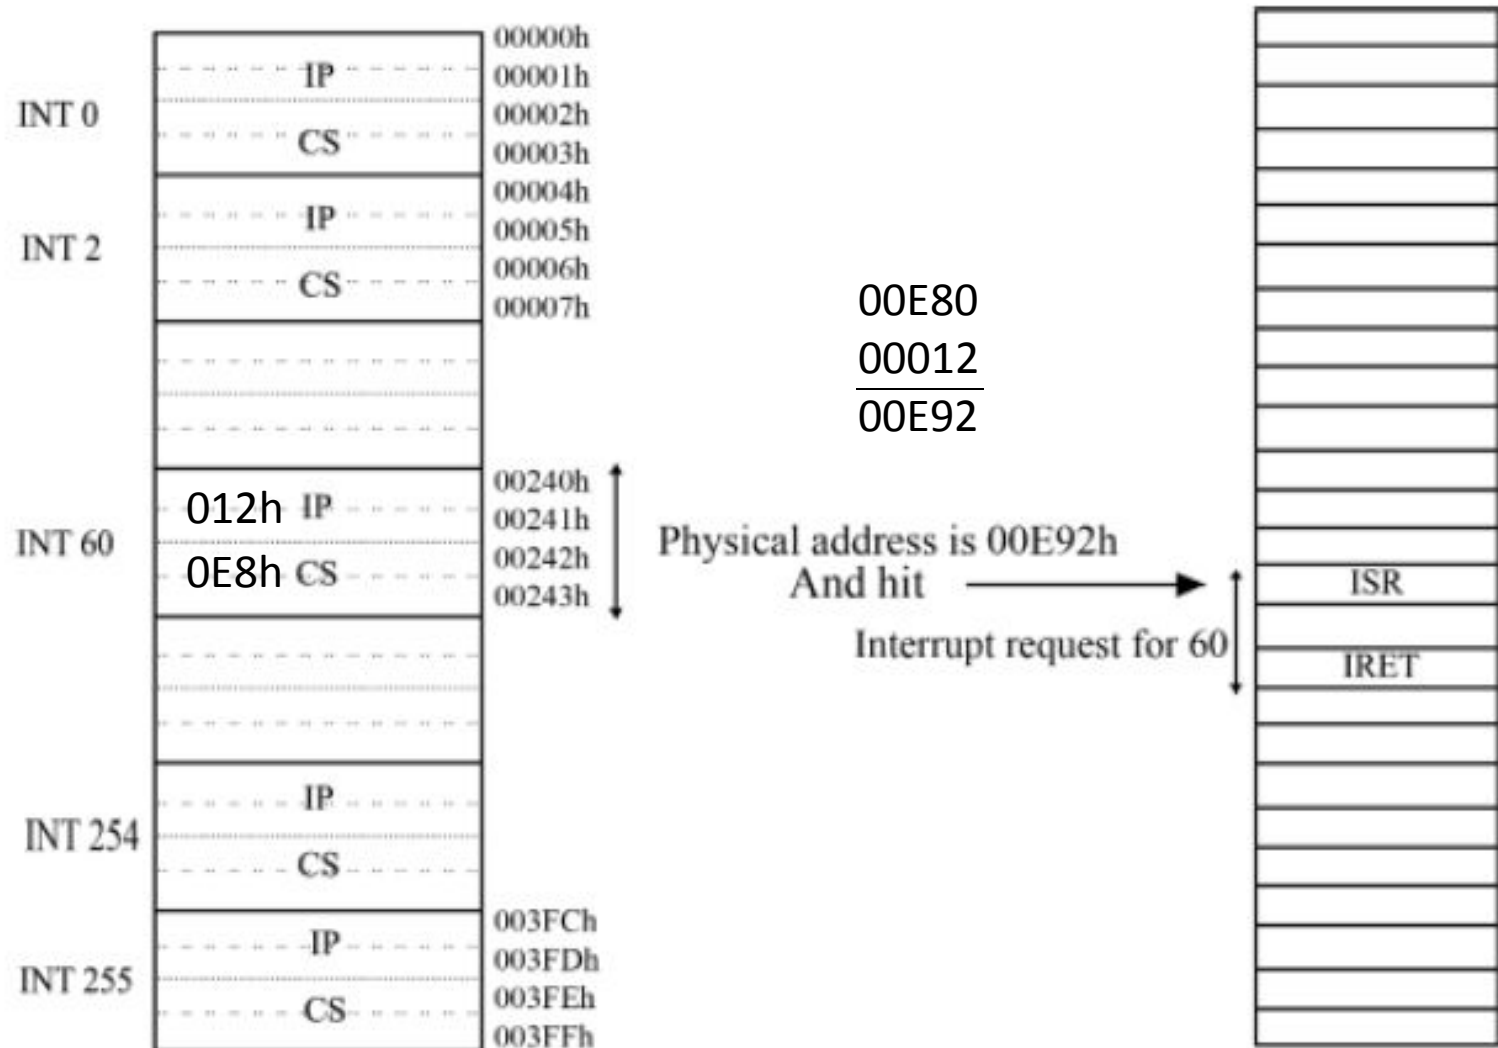 00000h
IP
00001h
INT 0
00002h
CS
00003h
00004h
IP
00005h
INT 2
00006h
CS
00007h
00E80
00012
00E92
00240h
012h IP
00241h
INT 60
00242h
0E8h CS
00243h
Physical address is 00E92h
And hit
ISR
Interrupt request for 60
IRET
IP
INT 254
CS
003FCh
IP
003FDh
INT 255
003FEh
CS
003FFh